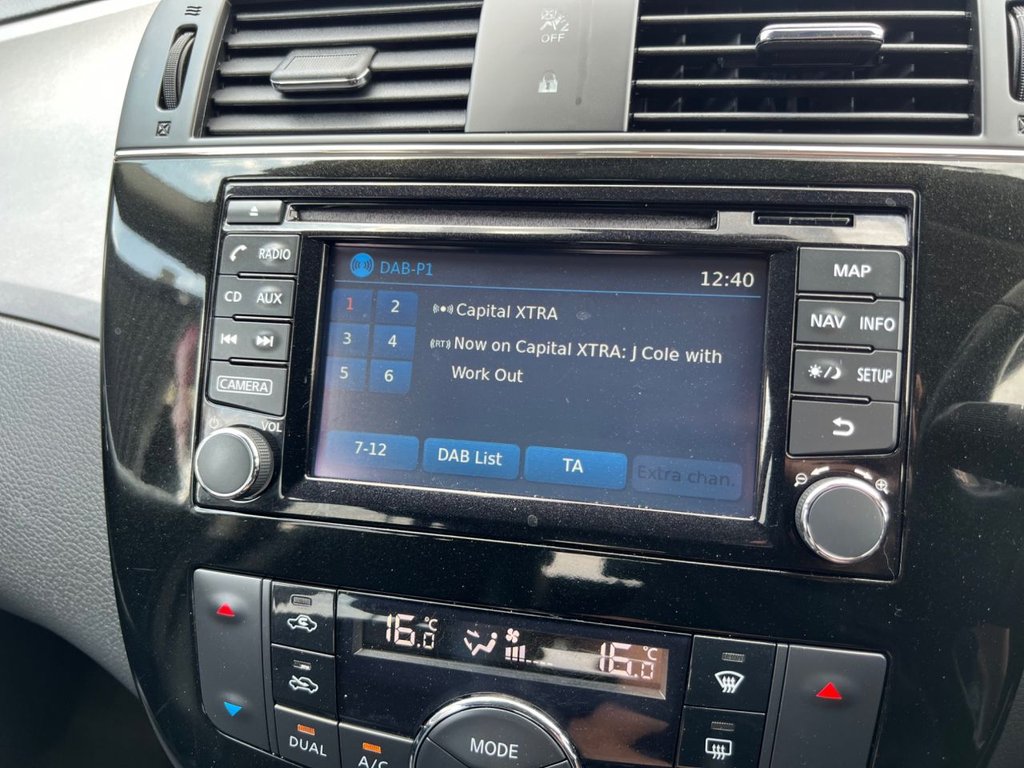 OFF
RADIO
CD AUX
CAMERA
VOL
DAB-P1
12:40
1 2
3 4
5 6
Capital XTRA
(RT) Now on Capital XTRA: J Cole with
Work Out
7-12
DAB List
TA
Extra chan.
MAP
NAV INFO
SETUP
16.0 °C
16.0 °C
DUAL
A/C
MODE